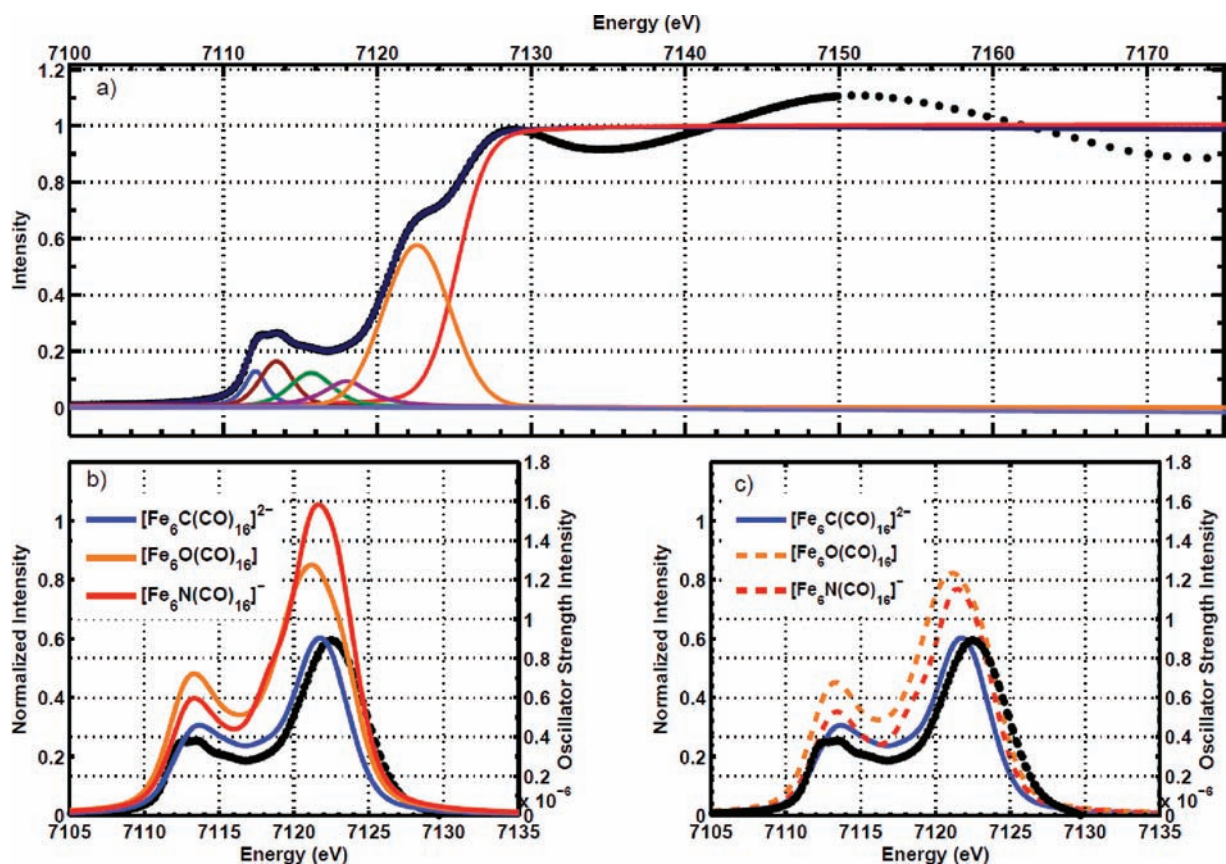 Energy (eV)
7100 7110 7120 7130 7140 7150 7160 7170
a)
1.2
1
0.8
0.6
0.4
0.2
0
Intensity
b)
[Fe6C(CO)16]2−
[Fe6O(CO)16]
[Fe6N(CO)16]−
Normalized Intensity
1
0.8
0.6
0.4
0.2
0
1.8
1.6
1.4
1.2
1
0.8
0.6
0.4
0.2
0
x 10−6
Oscillator Strength Intensity
7105 7110 7115 7120 7125 7130 7135
Energy (eV)
c)
[Fe6C(CO)16]2−
[Fe6O(CO)16]
[Fe6N(CO)16]−
Normalized Intensity
1
0.8
0.6
0.4
0.2
0
1.8
1.6
1.4
1.2
1
0.8
0.6
0.4
0.2
0
x 10−6
Oscillator Strength Intensity
7105 7110 7115 7120 7125 7130 7135
Energy (eV)